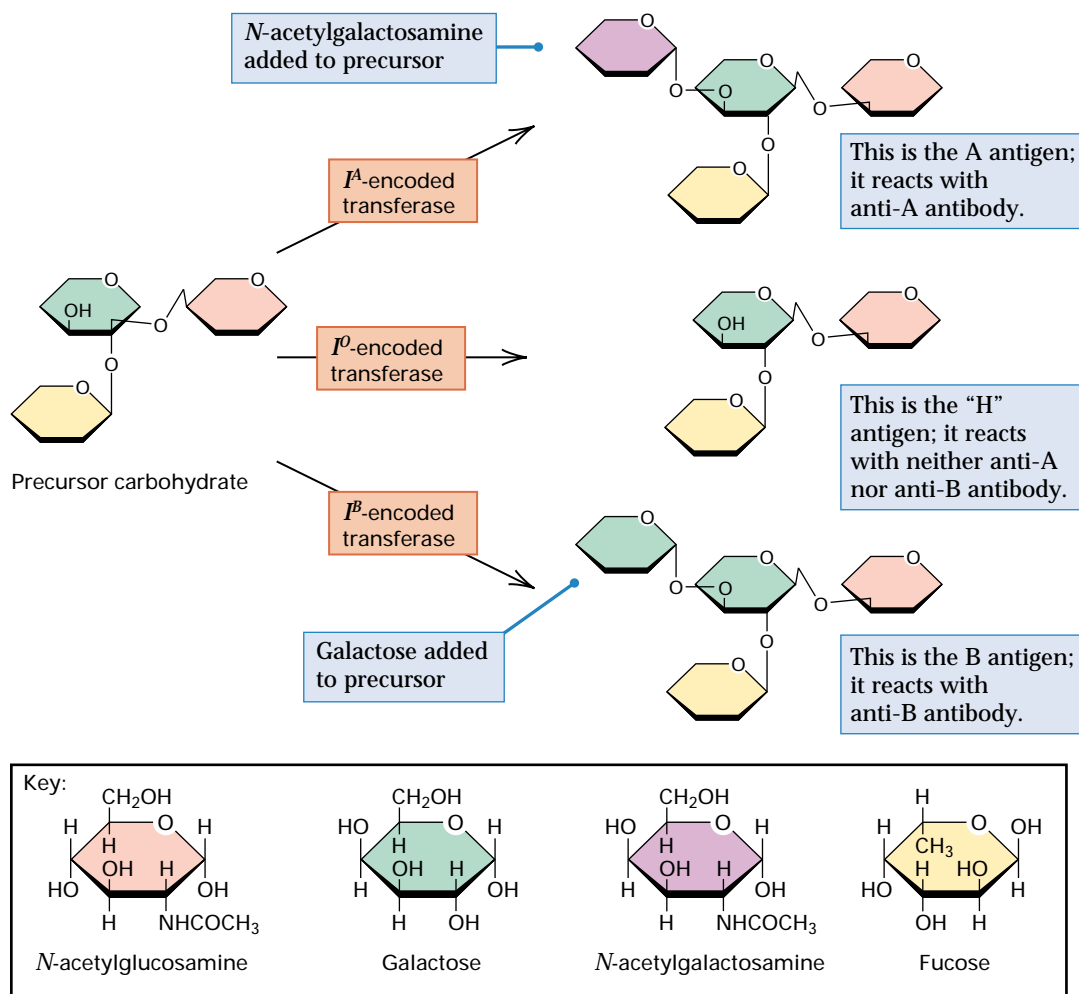 N-acetylgalactosamine
added to precursor
O
O
O
O
O
O
O
O
I^A-encoded
transferase
This is the A antigen;
it reacts with
anti-A antibody.
O
O
OH
O
O
O
Precursor carbohydrate
I^O-encoded
transferase
O
O
OH
O
O
O
This is the “H”
antigen; it reacts
with neither anti-A
nor anti-B antibody.
I^B-encoded
transferase
O
O
O
O
O
O
O
O
Galactose added
to precursor
This is the B antigen;
it reacts with
anti-B antibody.
Key:
CH₂OH
H O H
H
OH H
HO OH
H NHCOCH₃
N-acetylglucosamine
CH₂OH
HO O H
H
OH H
H OH
H OH
Galactose
CH₂OH
HO O H
H
OH H
H OH
H NHCOCH₃
N-acetylgalactosamine
H
H O OH
CH₃
H HO
HO H
OH H
Fucose